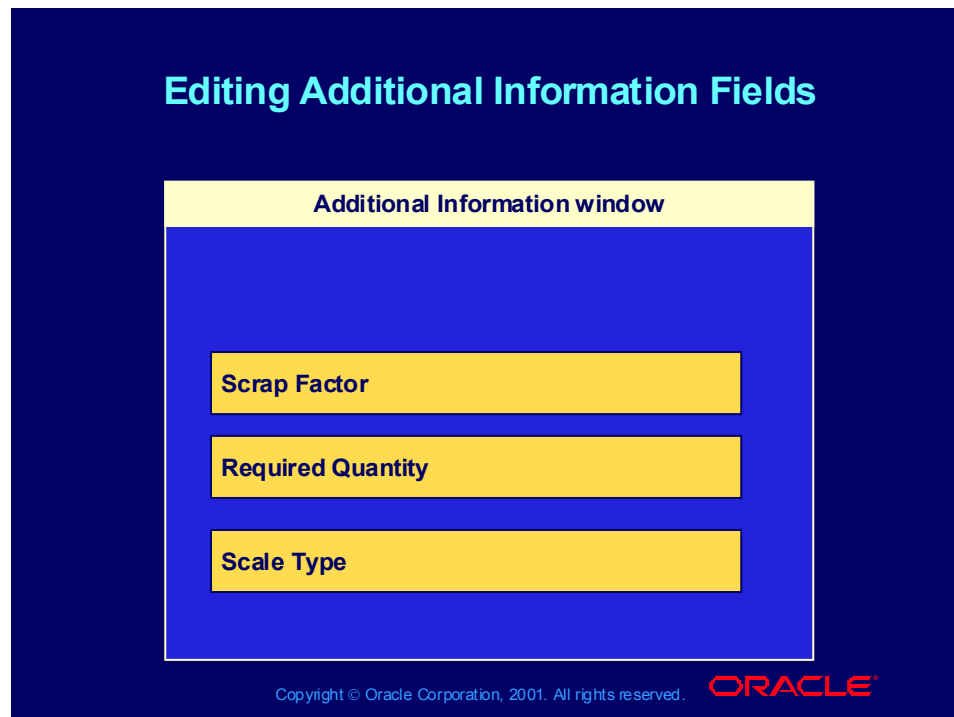 Editing Additional Information Fields
Additional Information window
Scrap Factor
Required Quantity
Scale Type
Copyright © Oracle Corporation, 2001. All rights reserved.
ORACLE®